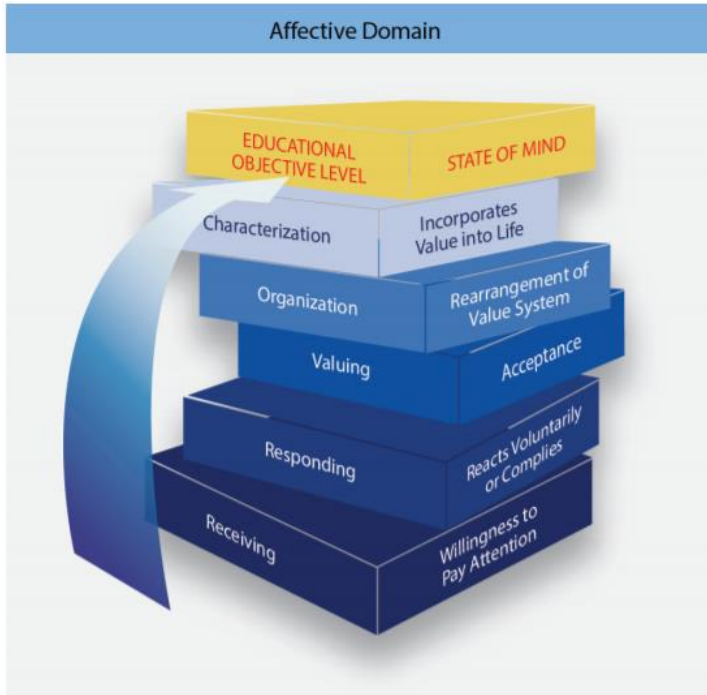 Affective Domain
EDUCATIONAL
OBJECTIVE LEVEL
STATE OF MIND
Characterization
Incorporates
Value into Life
Organization
Rearrangement of
Value System
Valuing
Acceptance
Responding
Reacts Voluntarily
or Complies
Receiving
Willingness to
Pay Attention